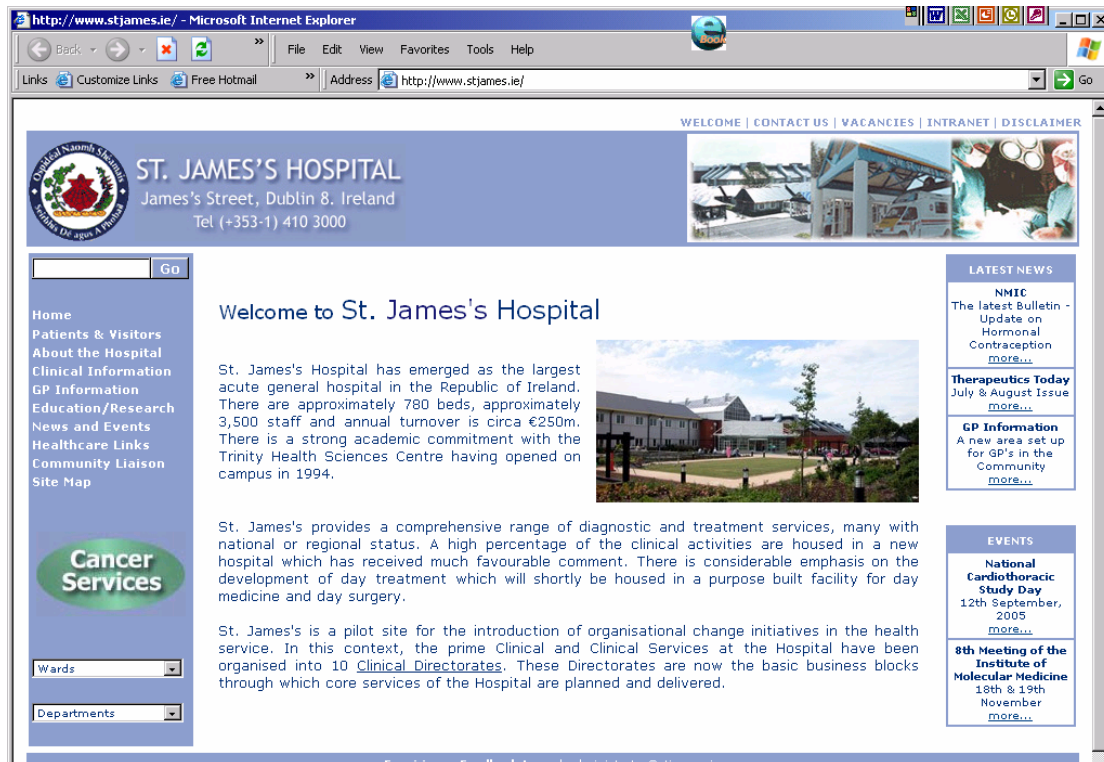 http://www.stjames.ie/ - Microsoft Internet Explorer
Back
»
File Edit View Favorites Tools Help
Links Customize Links Free Hotmail » Address http://www.stjames.ie/ Go
Book
WELCOME | CONTACT US | VACANCIES | INTRANET | DISCLAIMER
Ospidéal Naomh Shéamais
Seirbhís Dé agus A Phobail
ST. JAMES'S HOSPITAL
James's Street, Dublin 8. Ireland
Tel (+353-1) 410 3000
Go
Home
Patients & Visitors
About the Hospital
Clinical Information
GP Information
Education/Research
News and Events
Healthcare Links
Community Liaison
Site Map
Cancer
Services
Wards
Departments
Welcome to St. James's Hospital
St. James's Hospital has emerged as the largest
acute general hospital in the Republic of Ireland.
There are approximately 780 beds, approximately
3,500 staff and annual turnover is circa €250m.
There is a strong academic commitment with the
Trinity Health Sciences Centre having opened on
campus in 1994.
St. James's provides a comprehensive range of diagnostic and treatment services, many with
national or regional status. A high percentage of the clinical activities are housed in a new
hospital which has received much favourable comment. There is considerable emphasis on the
development of day treatment which will shortly be housed in a purpose built facility for day
medicine and day surgery.
St. James's is a pilot site for the introduction of organisational change initiatives in the health
service. In this context, the prime Clinical and Clinical Services at the Hospital have been
organised into 10 Clinical Directorates. These Directorates are now the basic business blocks
through which core services of the Hospital are planned and delivered.
LATEST NEWS
NMIC
The latest Bulletin -
Update on
Hormonal
Contraception
more...
Therapeutics Today
July & August Issue
more...
GP Information
A new area set up
for GP's in the
Community
more...
EVENTS
National
Cardiothoracic
Study Day
12th September,
2005
more...
8th Meeting of the
Institute of
Molecular Medicine
18th & 19th
November
more...